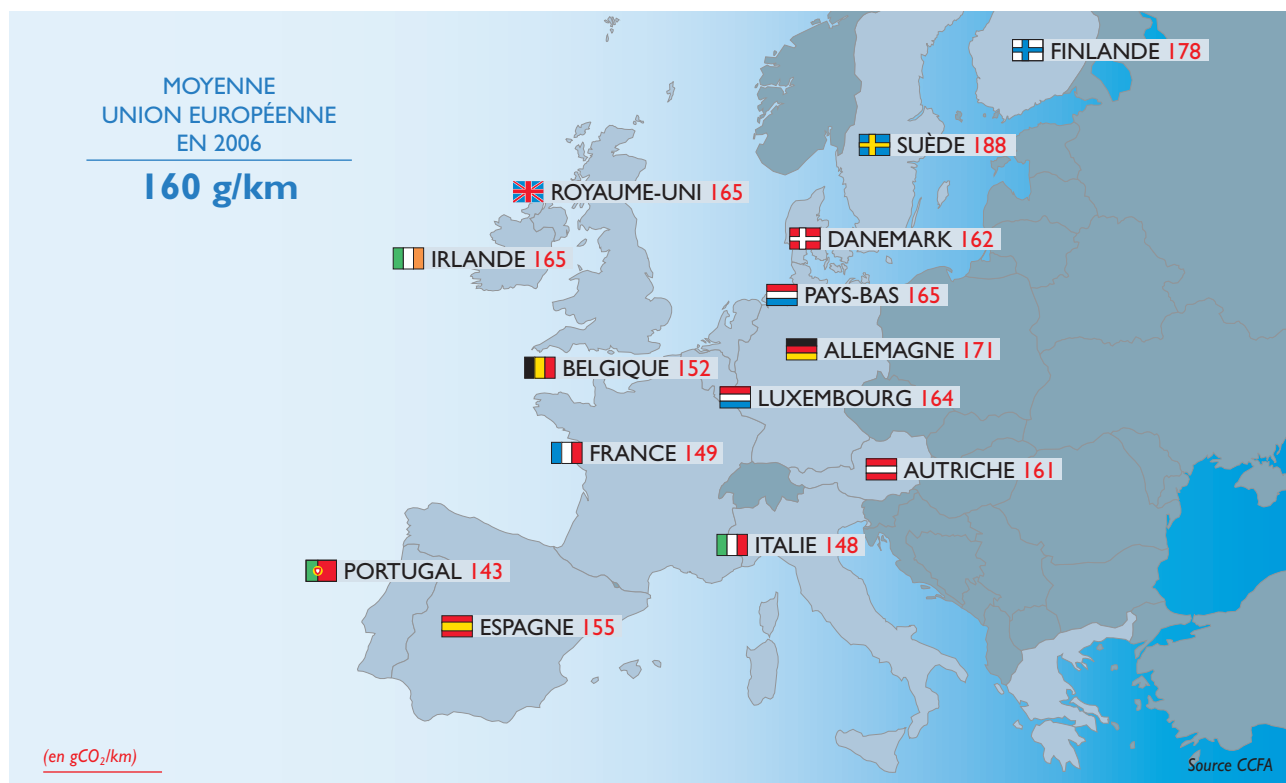 MOYENNE
UNION EUROPÉENNE
EN 2006
160 g/km
FINLANDE 178
SUÈDE 188
ROYAUME-UNI 165
DANEMARK 162
IRLANDE 165
PAYS-BAS 165
ALLEMAGNE 171
BELGIQUE 152
LUXEMBOURG 164
FRANCE 149
AUTRICHE 161
ITALIE 148
PORTUGAL 143
ESPAGNE 155
(en gCO₂/km)
Source CCFA